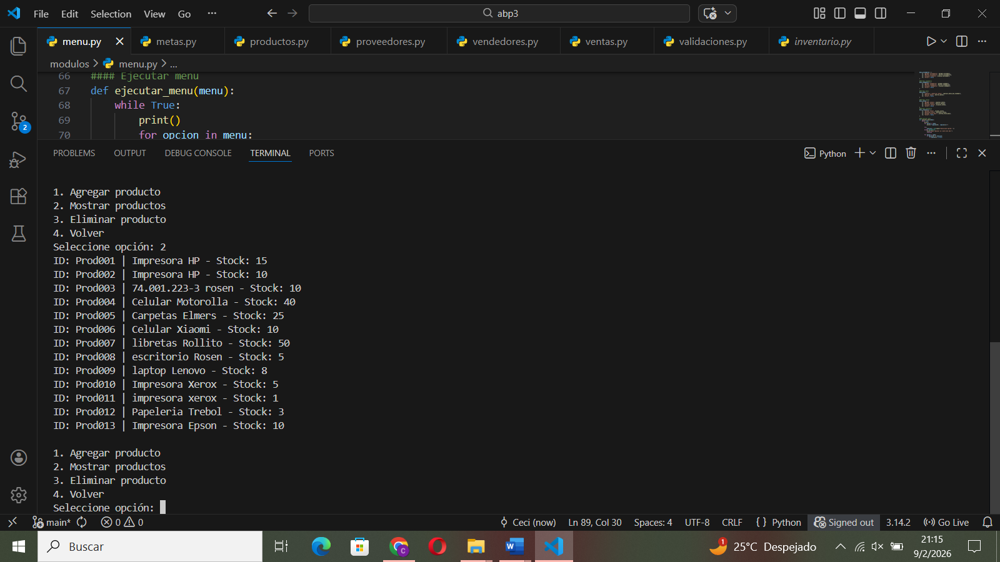 File Edit Selection View Go ··· abp3
menu.py metas.py productos.py proveedores.py vendedores.py ventas.py validaciones.py inventario.py
modulos > menu.py > ...
66 #### Ejecutar menu
67 def ejecutar_menu(menu):
68 while True:
69 print()
70 for opcion in menu:
PROBLEMS OUTPUT DEBUG CONSOLE TERMINAL PORTS Python
1. Agregar producto
2. Mostrar productos
3. Eliminar producto
4. Volver
Seleccione opción: 2
ID: Prod001 | Impresora HP - Stock: 15
ID: Prod002 | Impresora HP - Stock: 10
ID: Prod003 | 74.001.223-3 rosen - Stock: 10
ID: Prod004 | Celular Motorolla - Stock: 40
ID: Prod005 | Carpetas Elmers - Stock: 25
ID: Prod006 | Celular Xiaomi - Stock: 10
ID: Prod007 | libretas Rollito - Stock: 50
ID: Prod008 | escritorio Rosen - Stock: 5
ID: Prod009 | laptop Lenovo - Stock: 8
ID: Prod010 | Impresora Xerox - Stock: 5
ID: Prod011 | impresora xerox - Stock: 1
ID: Prod012 | Papeleria Trebol - Stock: 3
ID: Prod013 | Impresora Epson - Stock: 10
1. Agregar producto
2. Mostrar productos
3. Eliminar producto
4. Volver
Seleccione opción:
2
main* 0 0 Ceci (now) Ln 89, Col 30 Spaces: 4 UTF-8 CRLF {} Python Signed out 3.14.2 Go Live
Buscar 1 25°C Despejado 21:15
9/2/2026